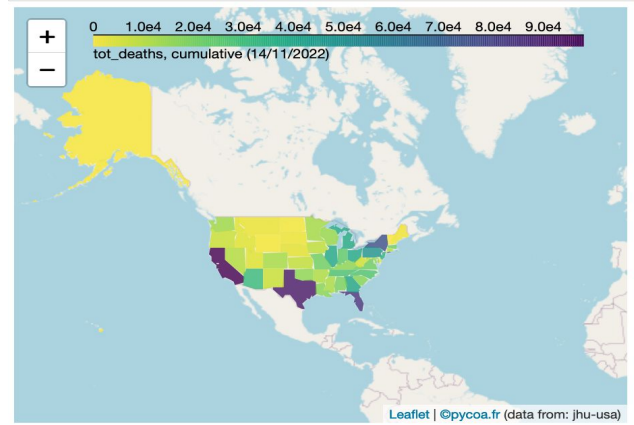 +
−
0 1.0e4 2.0e4 3.0e4 4.0e4 5.0e4 6.0e4 7.0e4 8.0e4 9.0e4
tot_deaths, cumulative (14/11/2022)
Leaflet | ©pycoa.fr (data from: jhu-usa)